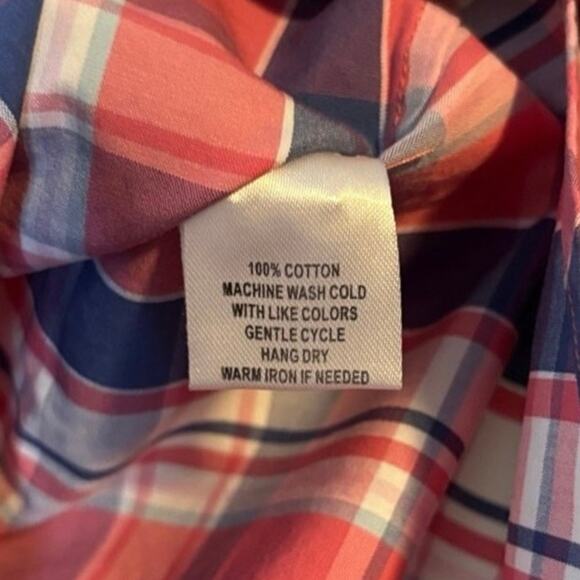 100% COTTON
MACHINE WASH COLD
WITH LIKE COLORS
GENTLE CYCLE
HANG DRY
WARM IRON IF NEEDED